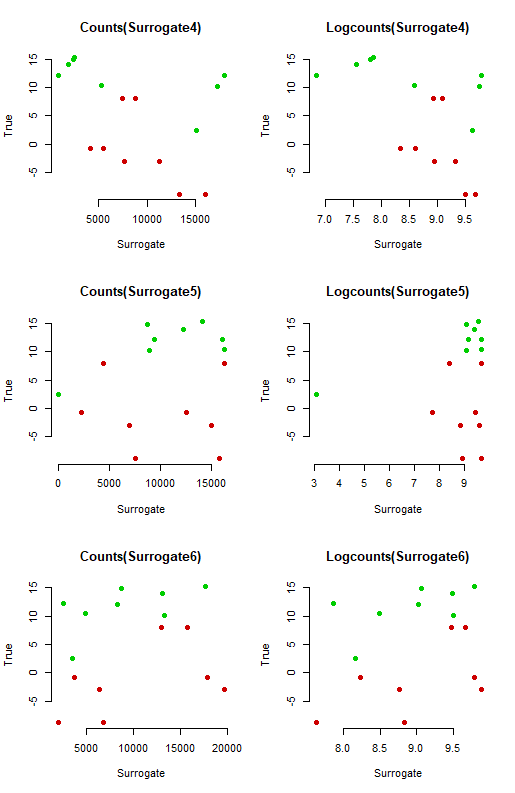 Counts(Surrogate4)
True
15
10
5
0
-5
5000 10000 15000
Surrogate
Logcounts(Surrogate4)
True
15
10
5
0
-5
7.0 7.5 8.0 8.5 9.0 9.5
Surrogate
Counts(Surrogate5)
True
15
10
5
0
-5
0 5000 10000 15000
Surrogate
Logcounts(Surrogate5)
True
15
10
5
0
-5
3 4 5 6 7 8 9
Surrogate
Counts(Surrogate6)
True
15
10
5
0
-5
5000 10000 15000 20000
Surrogate
Logcounts(Surrogate6)
True
15
10
5
0
-5
8.0 8.5 9.0 9.5
Surrogate